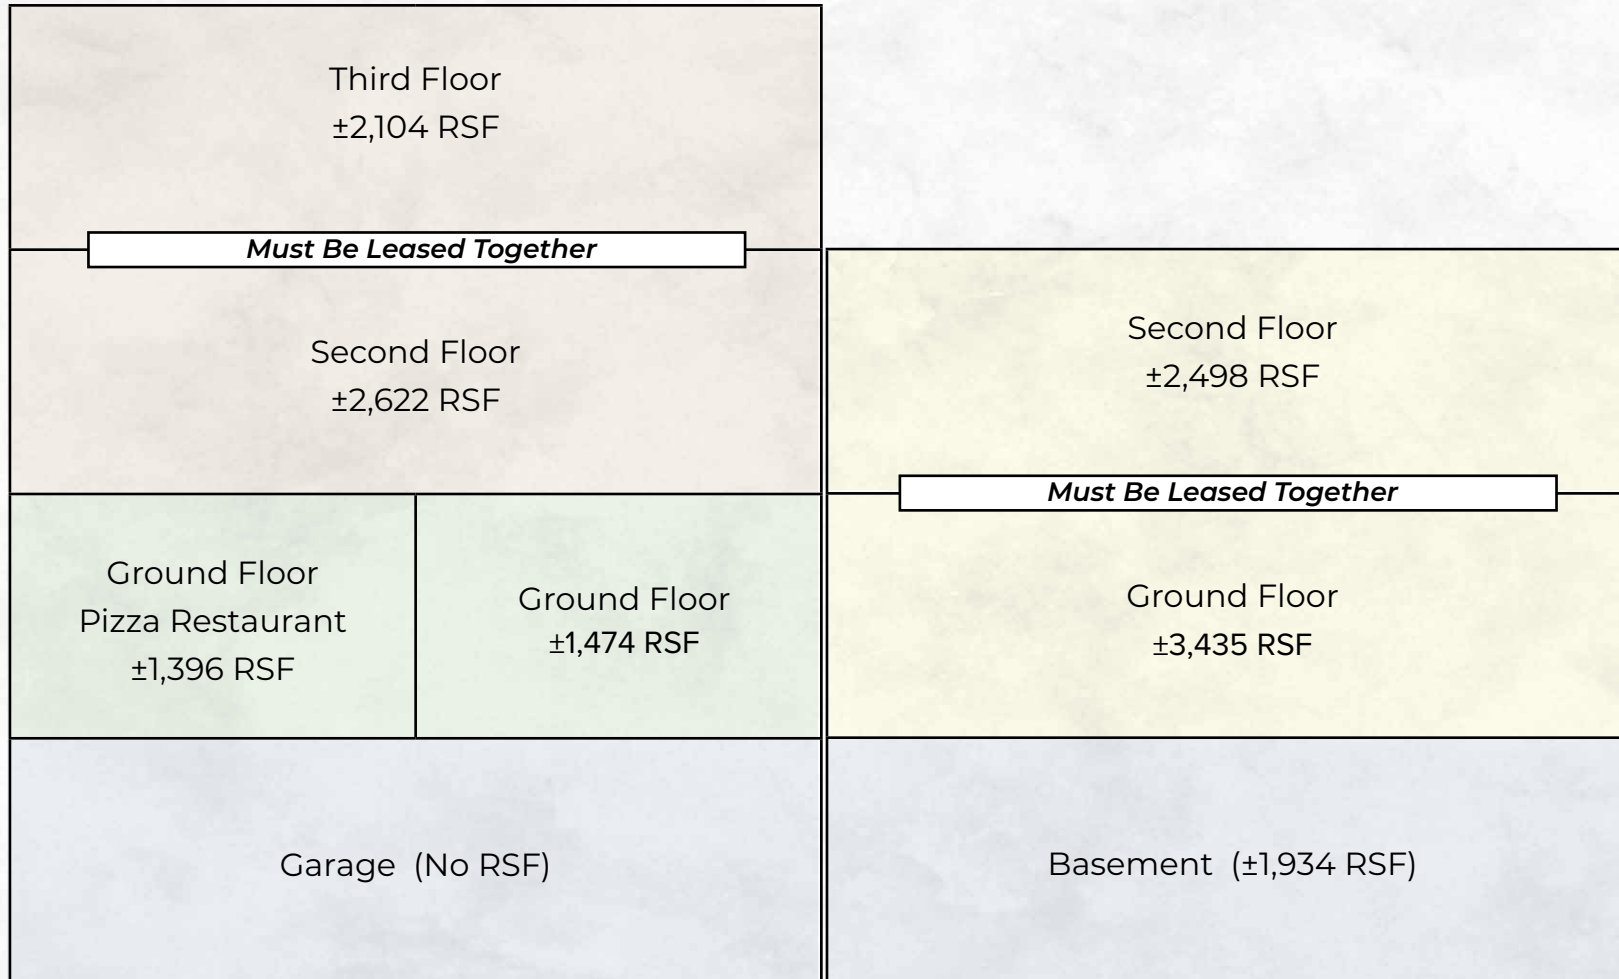 Third Floor
±2,104 RSF
Must Be Leased Together
Second Floor
±2,622 RSF
Ground Floor
Pizza Restaurant
±1,396 RSF
Ground Floor
±1,474 RSF
Garage (No RSF)
Second Floor
±2,498 RSF
Must Be Leased Together
Ground Floor
±3,435 RSF
Basement (±1,934 RSF)